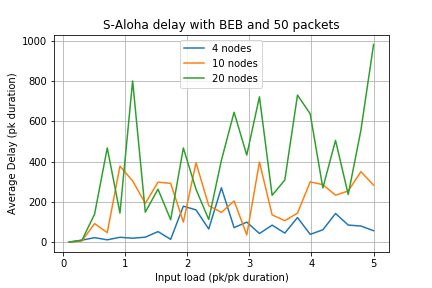 S-Aloha delay with BEB and 50 packets
1000
800
600
400
200
0
Average Delay (pk duration)
4 nodes
10 nodes
20 nodes
0 1 2 3 4 5
Input load (pk/pk duration)